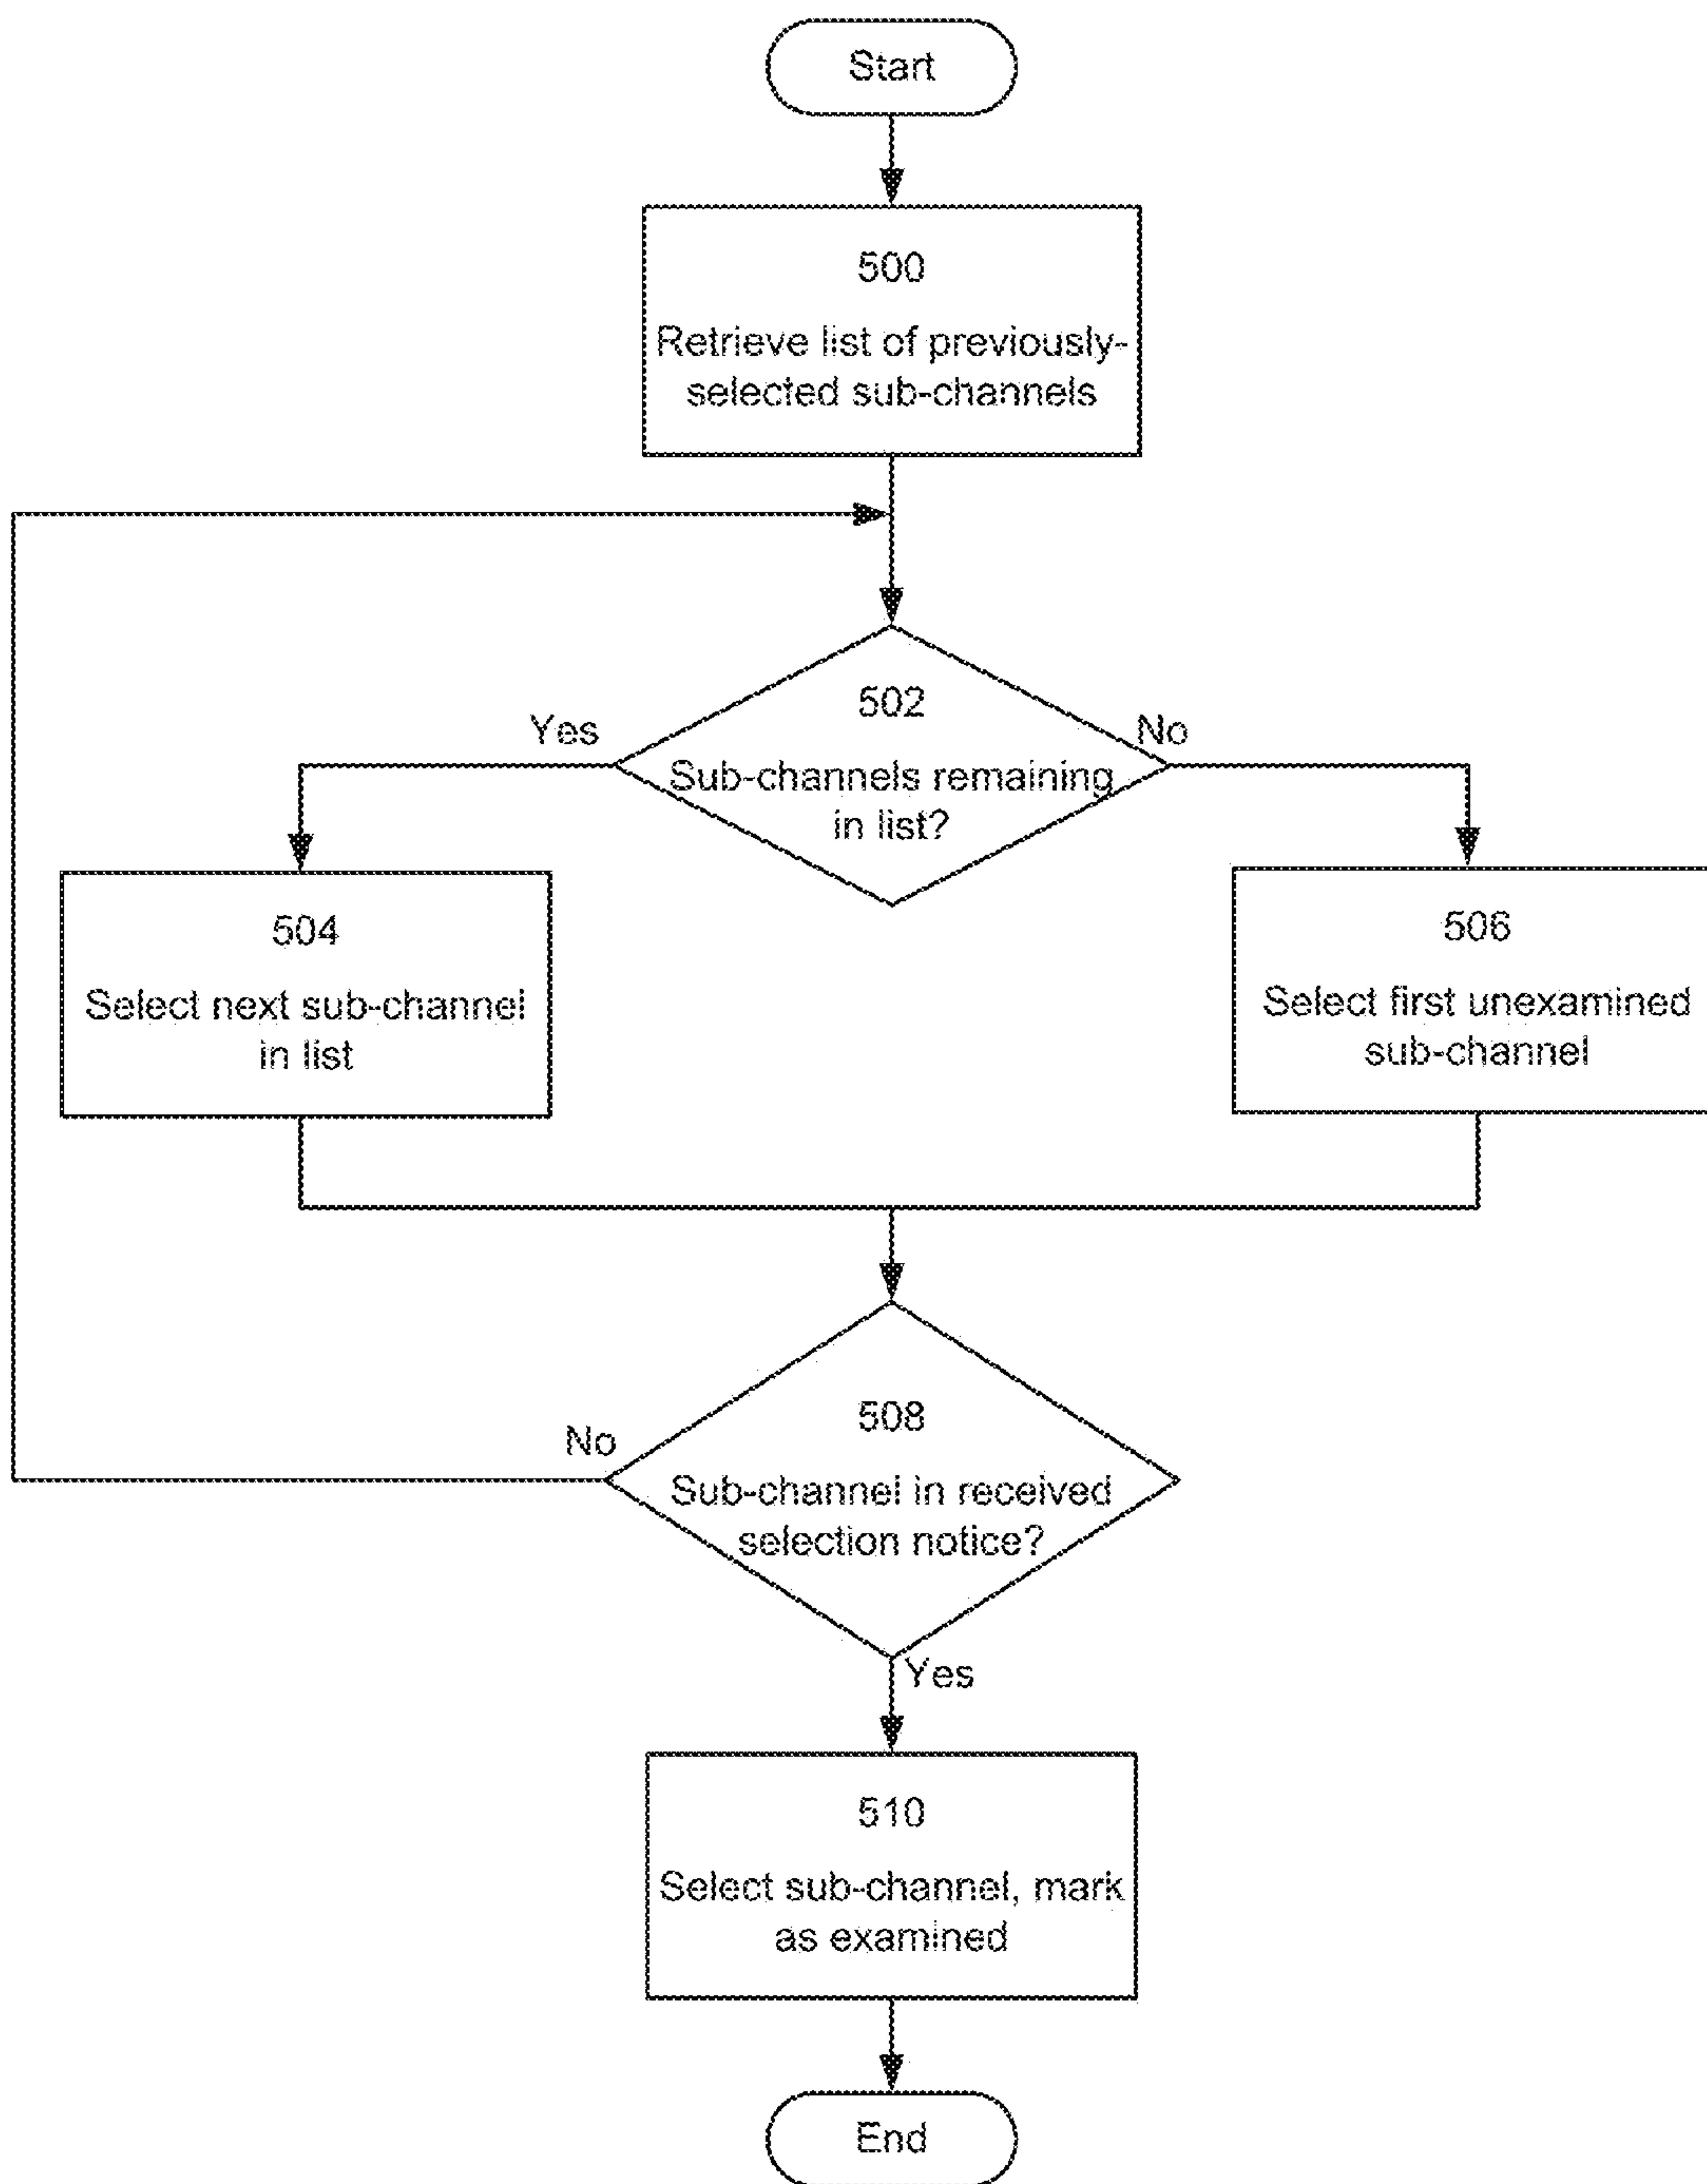 Start
500
Retrieve list of previously-
selected sub-channels
502
Yes
No
Sub-channels remaining
in list?
504
Select next sub-channel
in list
506
Select first unexamined
sub-channel
508
No
Sub-channel in received
selection notice?
Yes
510
Select sub-channel, mark
as examined
End